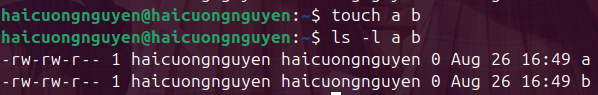 haicuongnguyen@haicuongnguyen:~$ touch a b
haicuongnguyen@haicuongnguyen:~$ ls -l a b
-rw-rw-r-- 1 haicuongnguyen haicuongnguyen 0 Aug 26 16:49 a
-rw-rw-r-- 1 haicuongnguyen haicuongnguyen 0 Aug 26 16:49 b